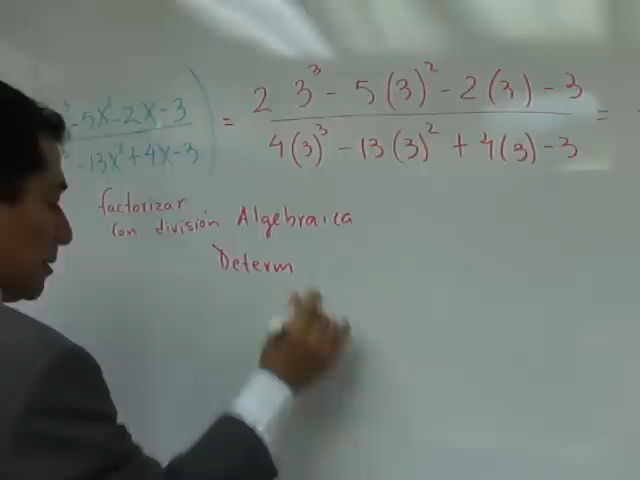 -5x²-2x-3 / -13x²+4x-3) = 2 3³ - 5(3)² - 2(3) - 3 / 4(3)³ - 13(3)² + 4(3) - 3 =
factorizar
con división Algebraica
Determ